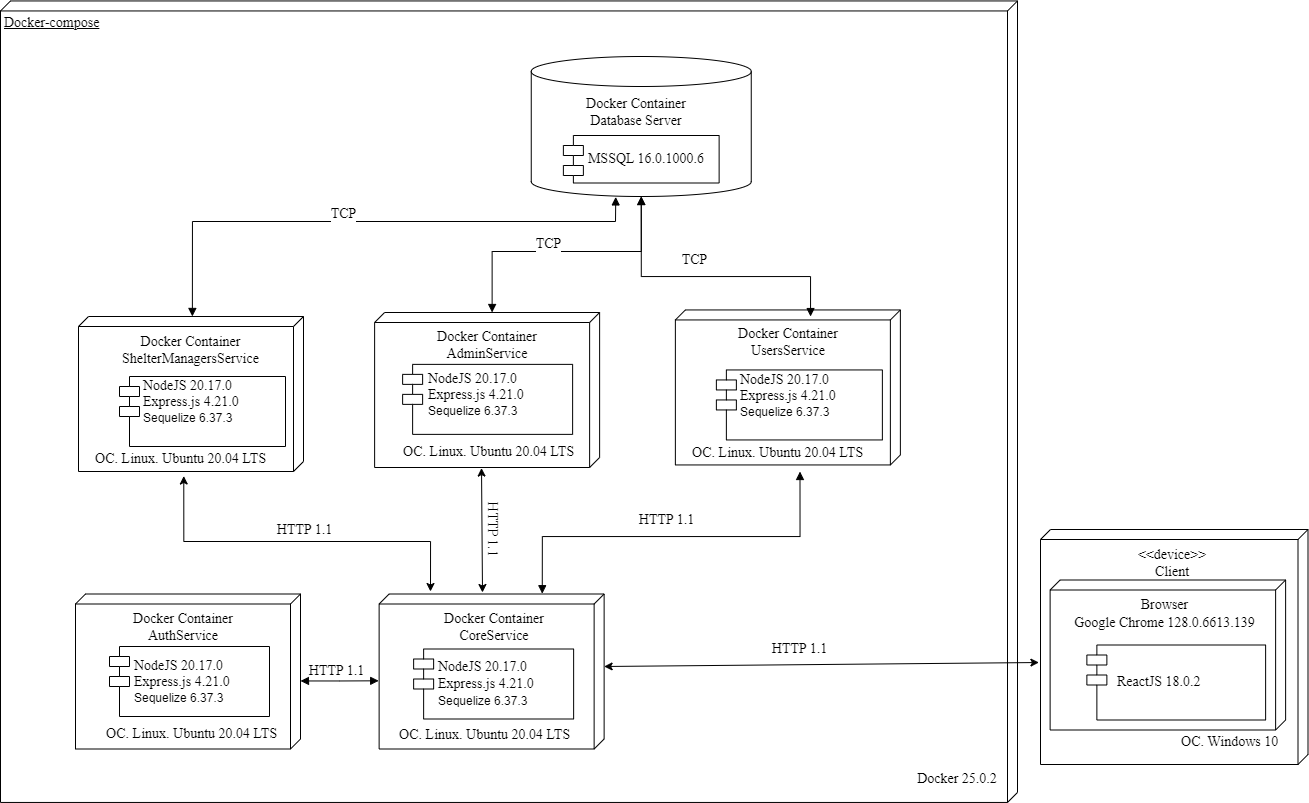 Docker-compose
Docker Container
Database Server
MSSQL 16.0.1000.6
TCP
TCP
TCP
Docker Container
ShelterManagersService
NodeJS 20.17.0
Express.js 4.21.0
Sequelize 6.37.3
OC. Linux. Ubuntu 20.04 LTS
Docker Container
AdminService
NodeJS 20.17.0
Express.js 4.21.0
Sequelize 6.37.3
OC. Linux. Ubuntu 20.04 LTS
Docker Container
UsersService
NodeJS 20.17.0
Express.js 4.21.0
Sequelize 6.37.3
OC. Linux. Ubuntu 20.04 LTS
HTTP 1.1
HTTP 1.1
HTTP 1.1
Docker Container
AuthService
NodeJS 20.17.0
Express.js 4.21.0
Sequelize 6.37.3
OC. Linux. Ubuntu 20.04 LTS
HTTP 1.1
Docker Container
CoreService
NodeJS 20.17.0
Express.js 4.21.0
Sequelize 6.37.3
OC. Linux. Ubuntu 20.04 LTS
HTTP 1.1
<<device>>
Client
Browser
Google Chrome 128.0.6613.139
ReactJS 18.0.2
OC. Windows 10
Docker 25.0.2